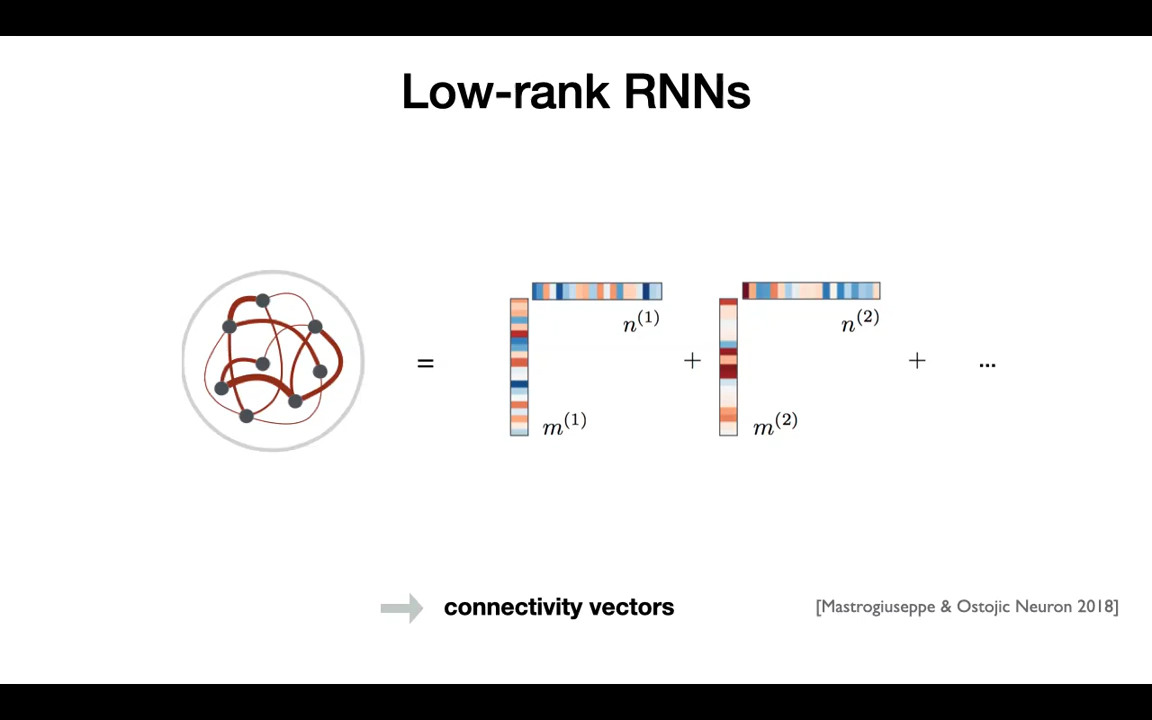 Low-rank RNNs
n^{(1)}
n^{(2)}
=
+
+
...
m^{(1)}
m^{(2)}
connectivity vectors
[Mastrogiuseppe & Ostojic Neuron 2018]